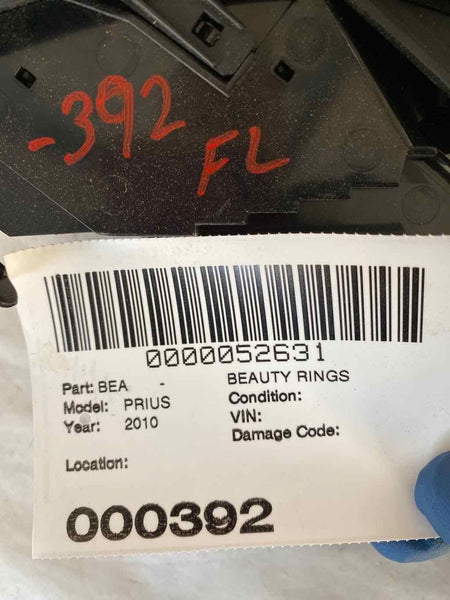 -392
FL
0000052631
Part: BEA - BEAUTY RINGS
Model: PRIUS Condition:
Year: 2010 VIN:
Damage Code:
Location:
000392